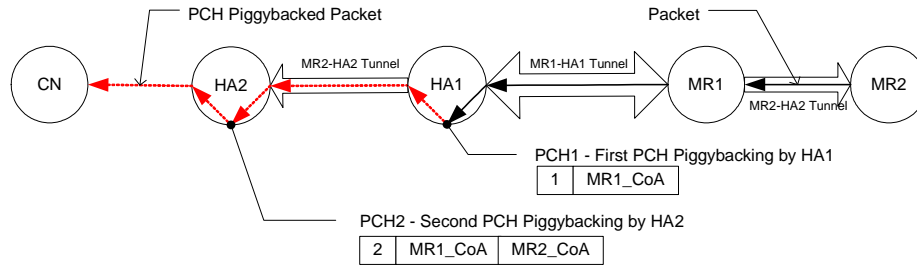 PCH Piggybacked Packet
Packet
CN
HA2
MR2-HA2 Tunnel
HA1
MR1-HA1 Tunnel
MR1
MR2-HA2 Tunnel
MR2
PCH1 - First PCH Piggybacking by HA1
1 MR1_CoA
PCH2 - Second PCH Piggybacking by HA2
2 MR1_CoA MR2_CoA